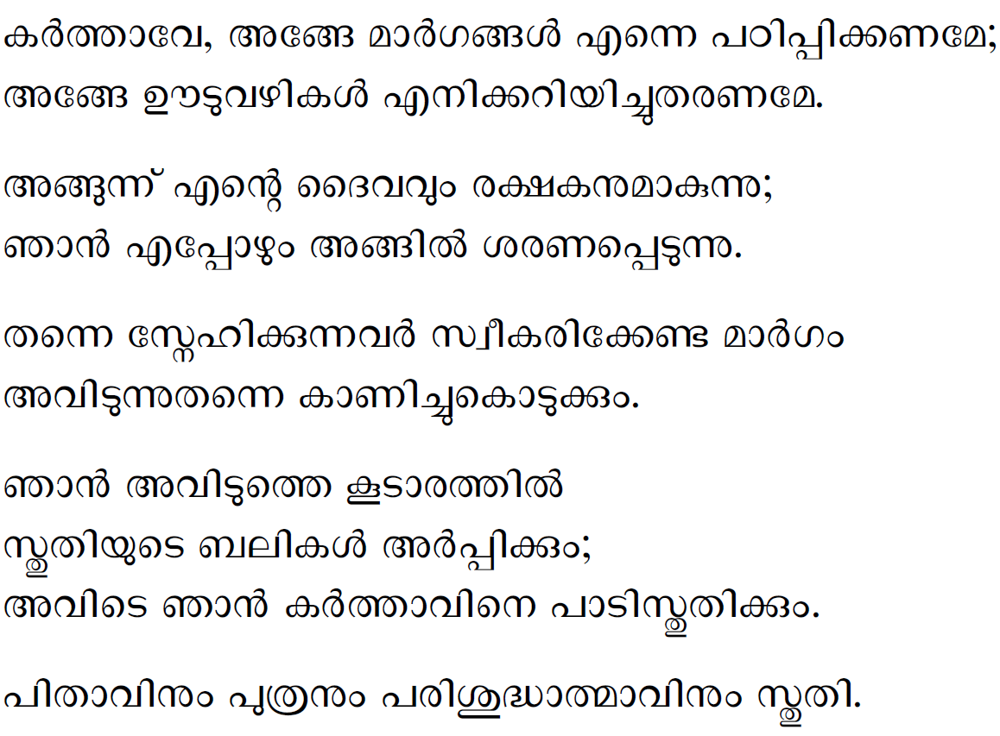 കർത്താവേ, അങ്ങേ മാർഗങ്ങൾ എന്നെ പഠിപ്പിക്കണമേ;
അങ്ങേ ഊടുവഴികൾ എനിക്കറിയിച്ചുതരണമേ.
അങ്ങുന്ന് എന്റെ ദൈവവും രക്ഷകനുമാകുന്നു;
ഞാൻ എപ്പോഴും അങ്ങിൽ ശരണപ്പെടുന്നു.
തന്നെ സ്നേഹിക്കുന്നവർ സ്വീകരിക്കേണ്ട മാർഗം
അവിടുന്നുതന്നെ കാണിച്ചുകൊടുക്കും.
ഞാൻ അവിടുത്തെ കൂടാരത്തിൽ
സ്തുതിയുടെ ബലികൾ അർപ്പിക്കും;
അവിടെ ഞാൻ കർത്താവിനെ പാടിസ്തുതിക്കും.
പിതാവിനും പുത്രനും പരിശുദ്ധാത്മാവിനും സ്തുതി.